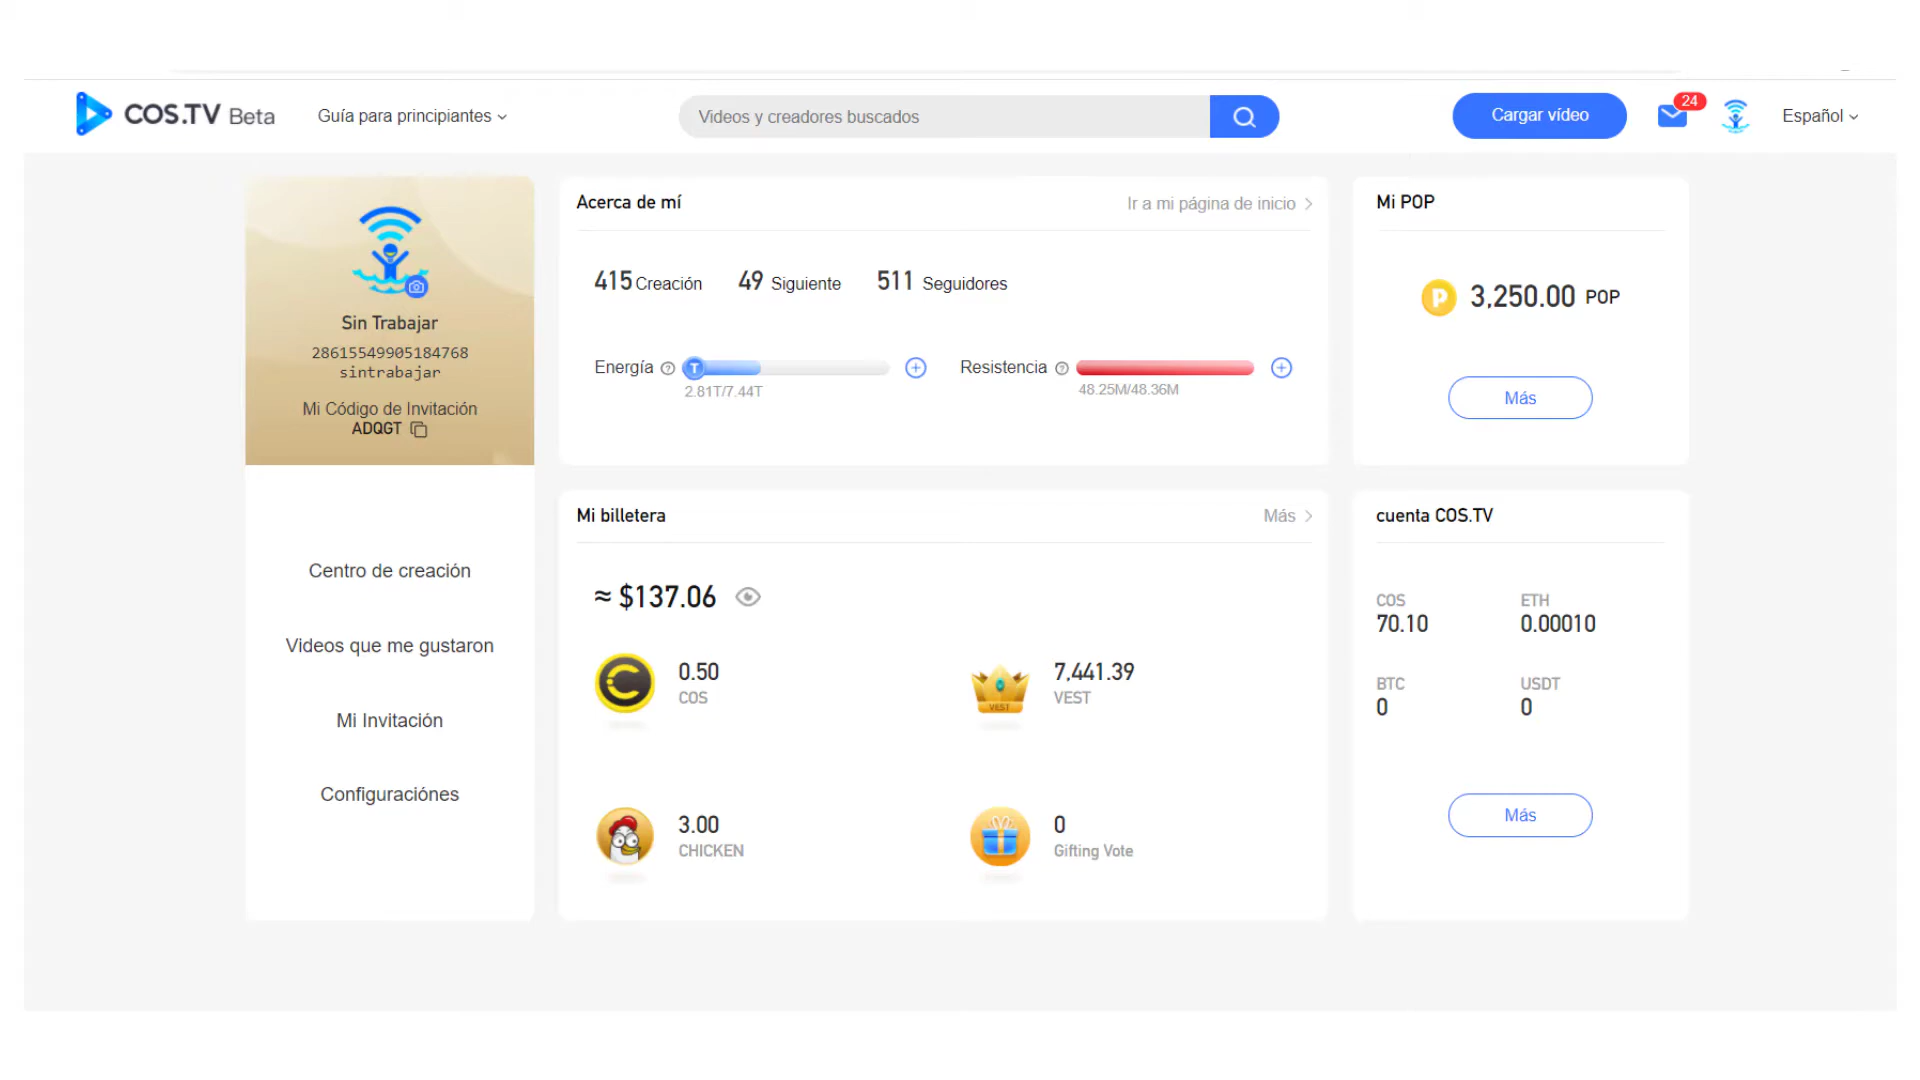 COS.TV Beta
Guía para principiantes
Videos y creadores buscados
Cargar vídeo
24
Español
Sin Trabajar
28615549905184768
sintrabajar
Mi Código de Invitación
ADQGT
Centro de creación
Videos que me gustaron
Mi Invitación
Configuraciónes
Acerca de mí
Ir a mi página de inicio
415 Creación 49 Siguiente 511 Seguidores
Energía ? T
2.81T/7.44T
Resistencia ?
48.25M/48.36M
Mi POP
P 3,250.00 POP
Más
Mi billetera
Más
≈ $137.06
0.50
COS
VEST
7,441.39
VEST
3.00
CHICKEN
0
Gifting Vote
cuenta COS.TV
COS
70.10
ETH
0.00010
BTC
0
USDT
0
Más